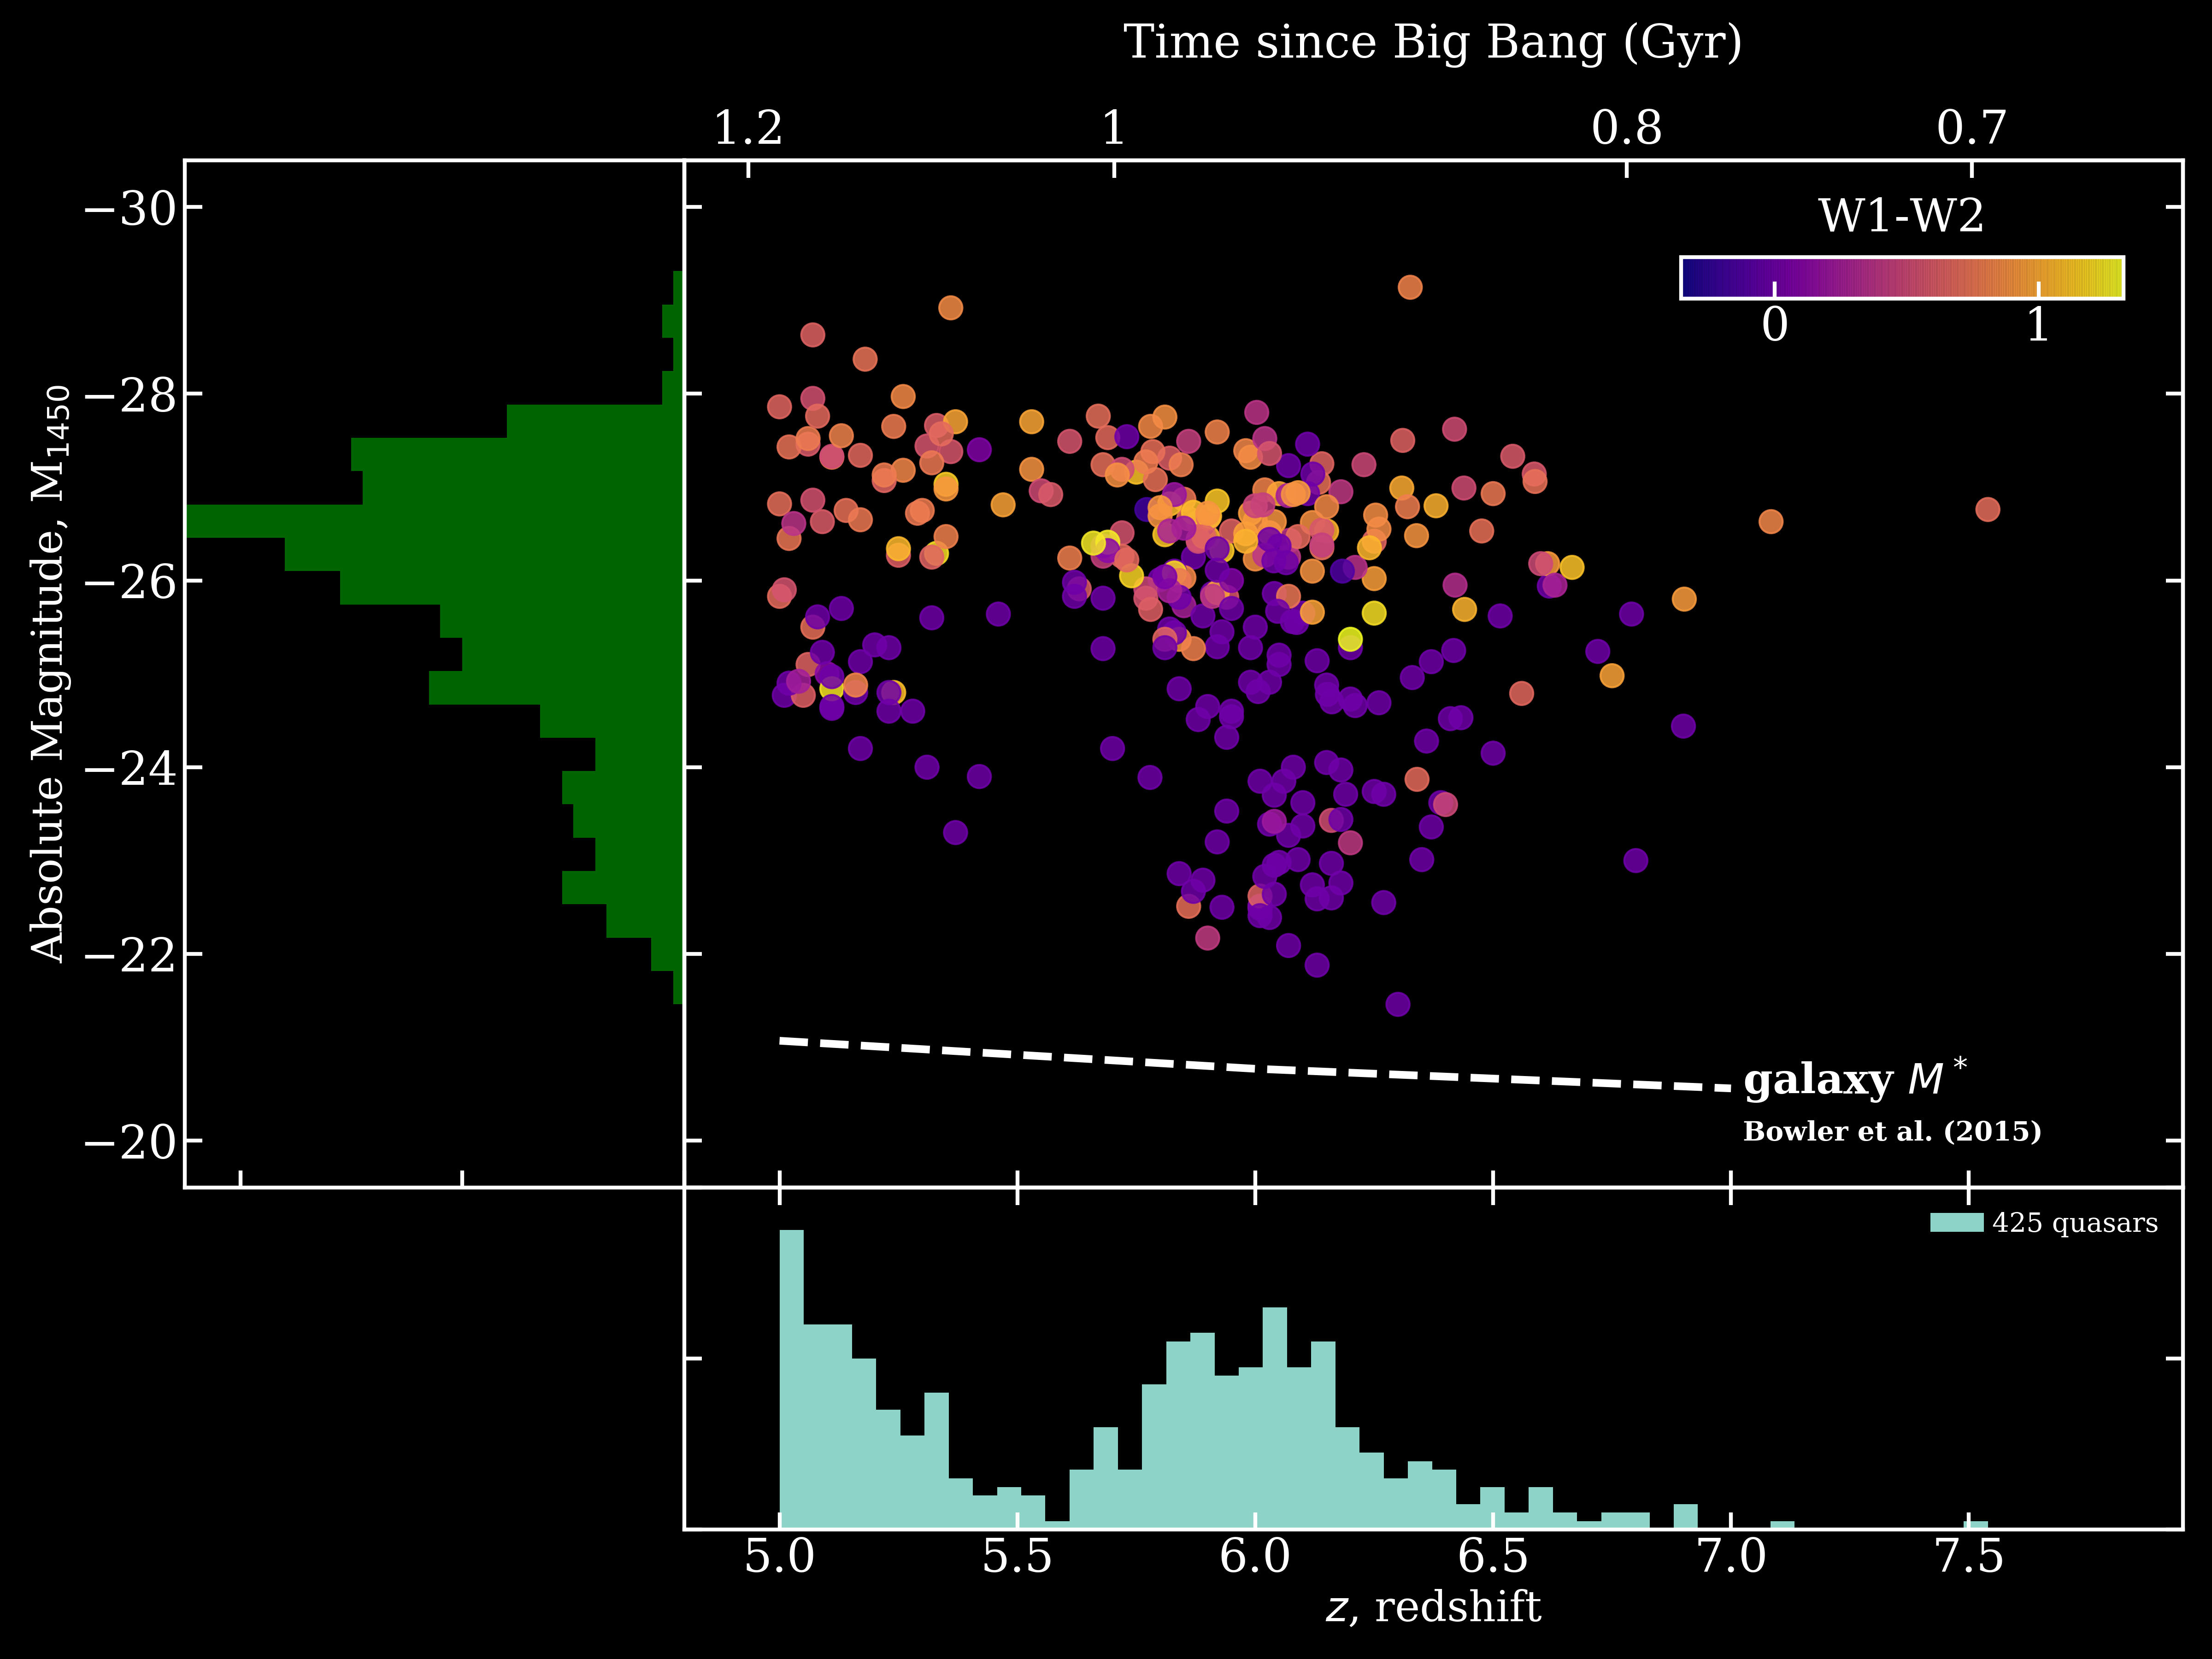 Time since Big Bang (Gyr)
1.2 1 0.8 0.7
W1-W2
0 1
−30
−28
−26
−24
−22
−20
Absolute Magnitude, M₁₄₅₀
galaxy M*
Bowler et al. (2015)
425 quasars
5.0 5.5 6.0 6.5 7.0 7.5
z, redshift